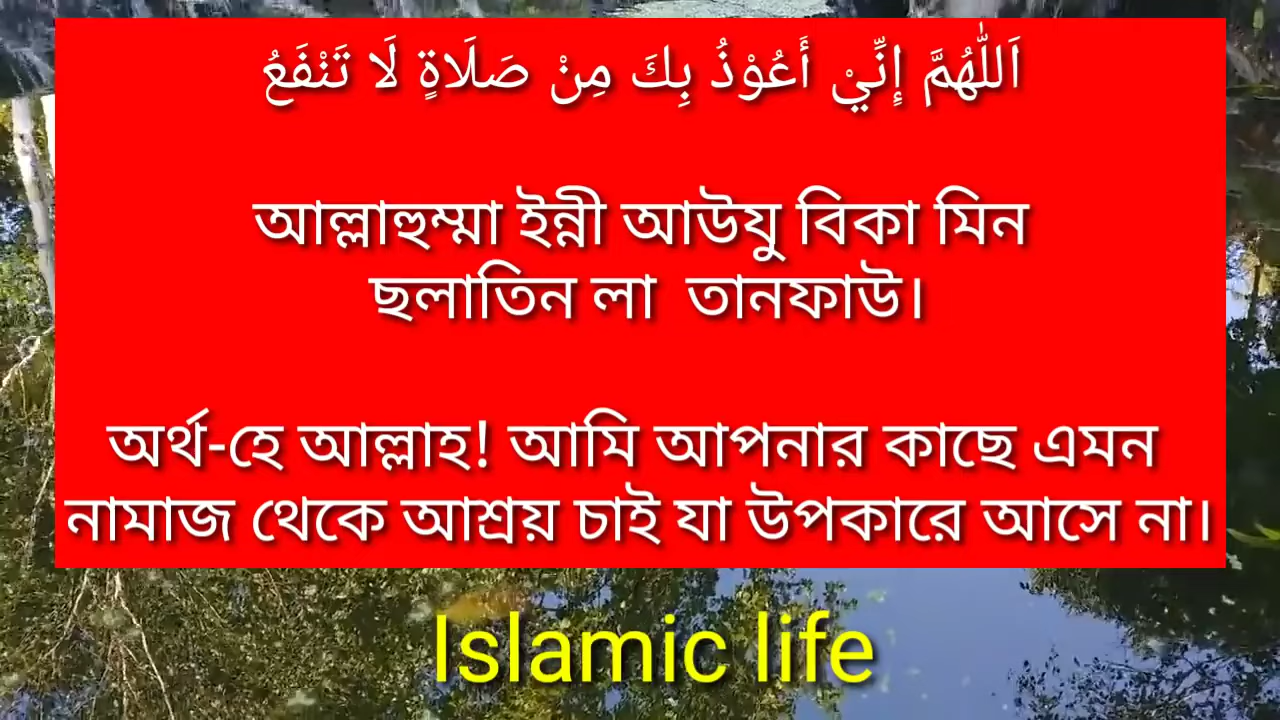 اَللّٰهُمَّ إِنِّيْ أَعُوْذُ بِكَ مِنْ صَلَاةٍ لَا تَنْفَعُ
আল্লাহুম্মা ইন্নী আউযু বিকা মিন
ছলাতিন লা তানফাউ।
অর্থ-হে আল্লাহ! আমি আপনার কাছে এমন
নামাজ থেকে আশ্রয় চাই যা উপকারে আসে না।
Islamic life